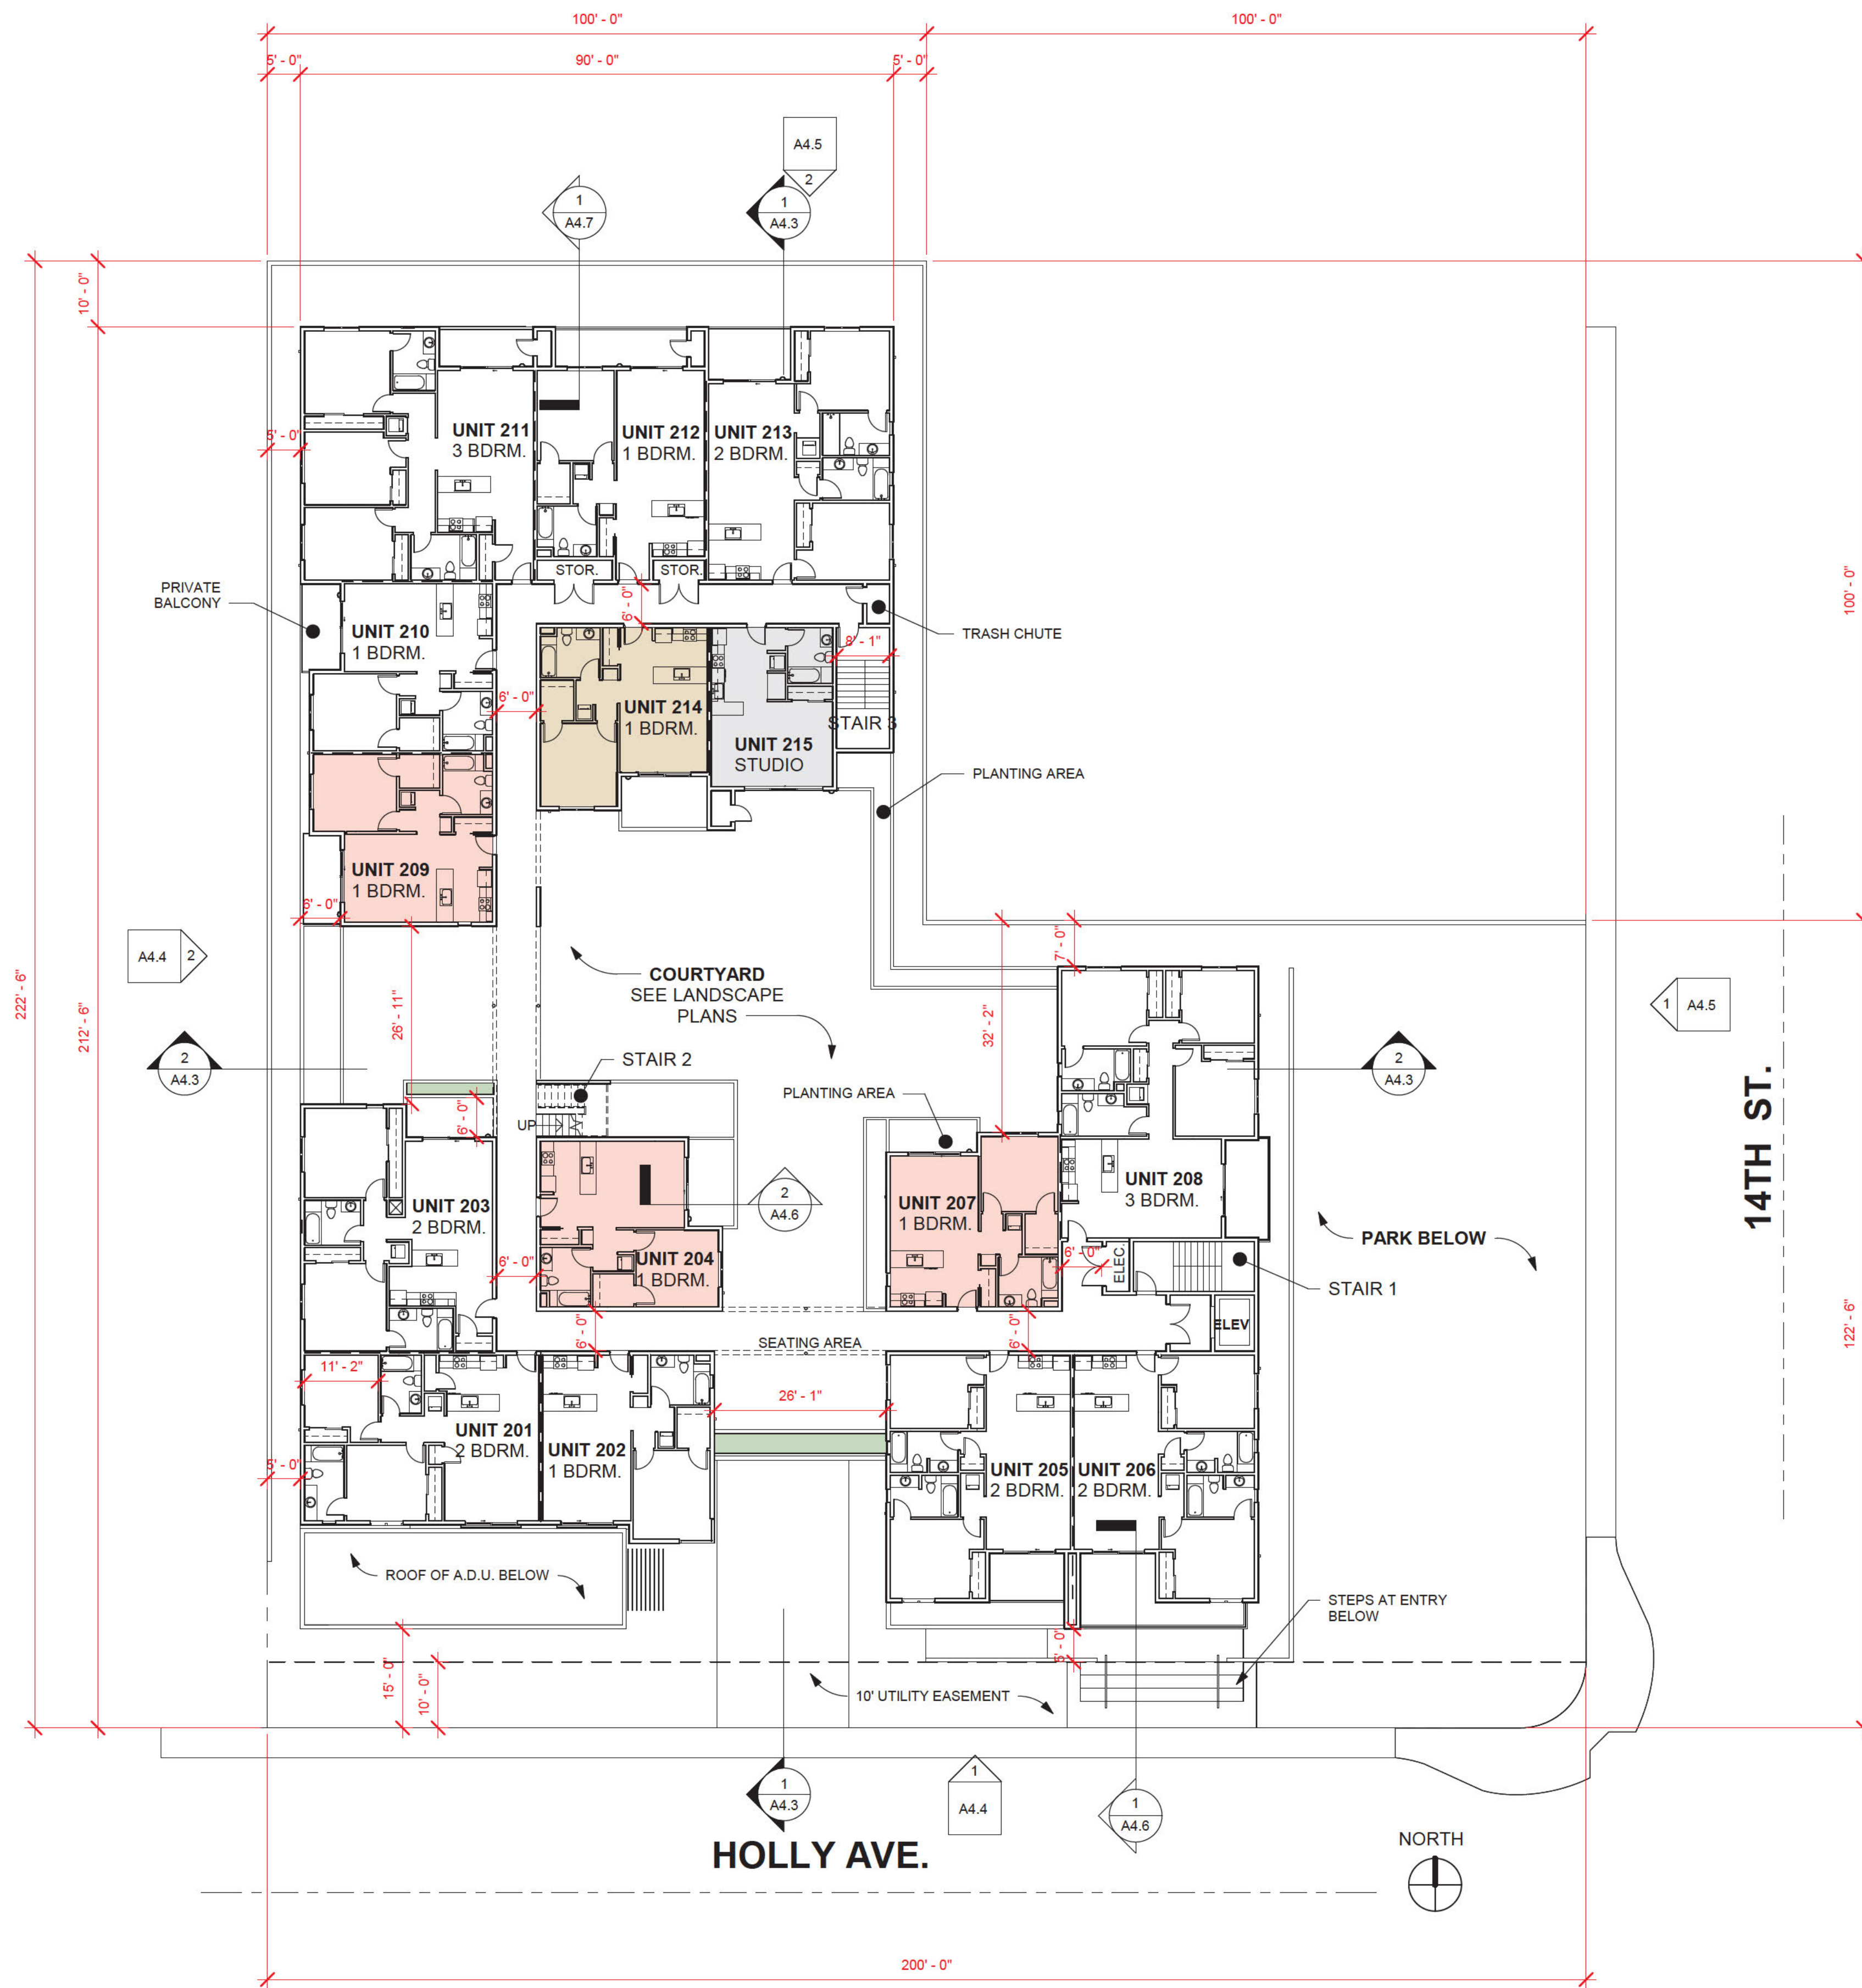 100' - 0"
100' - 0"
5' - 0"
90' - 0"
5' - 0"
A4.5
2
1
A4.7
1
A4.3
10' - 0"
5' - 0"
UNIT 211
3 BDRM.
UNIT 212
1 BDRM.
UNIT 213
2 BDRM.
STOR.
STOR.
PRIVATE
BALCONY
6' - 0"
100' - 0"
UNIT 210
1 BDRM.
TRASH CHUTE
8' - 1"
6' - 0"
UNIT 214
1 BDRM.
STAIR 3
UNIT 215
STUDIO
PLANTING AREA
UNIT 209
1 BDRM.
6' - 0"
A4.4
2
222' - 6"
212' - 6"
26' - 11"
COURTYARD
SEE LANDSCAPE
PLANS
7' - 0"
32' - 2"
1
A4.5
2
A4.3
STAIR 2
2
A4.3
PLANTING AREA
6' - 0"
UP
14TH ST.
UNIT 203
2 BDRM.
2
A4.6
UNIT 207
1 BDRM.
UNIT 208
3 BDRM.
PARK BELOW
6' - 0"
UNIT 204
1 BDRM.
6' - 0"
ELEC.
STAIR 1
6' - 0"
SEATING AREA
6' - 0"
ELEV
122' - 6"
11' - 2"
26' - 1"
UNIT 201
2 BDRM.
UNIT 202
1 BDRM.
5' - 0"
UNIT 205
2 BDRM.
UNIT 206
2 BDRM.
ROOF OF A.D.U. BELOW
STEPS AT ENTRY
BELOW
5' - 0"
15' - 0"
10' - 0"
10' UTILITY EASEMENT
1
A4.3
1
A4.4
1
A4.6
HOLLY AVE.
NORTH
200' - 0"